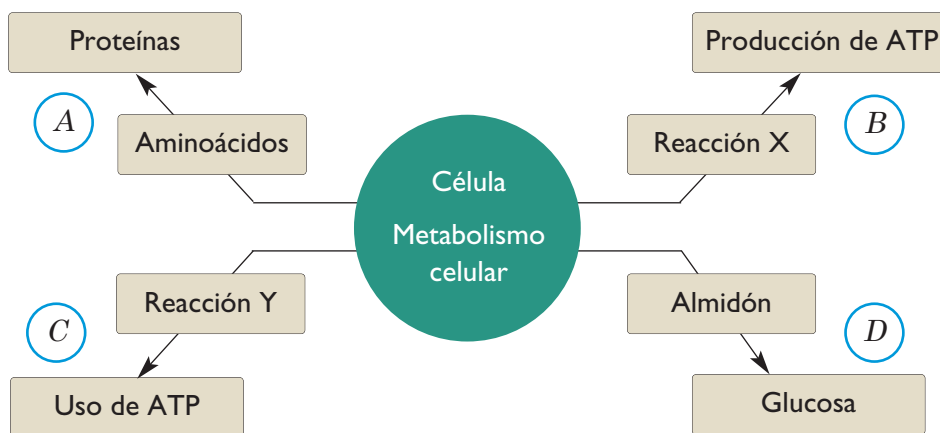 Proteínas
Producción de ATP
A
B
Aminoácidos
Reacción X
Célula
Metabolismo
celular
Reacción Y
Almidón
C
D
Uso de ATP
Glucosa